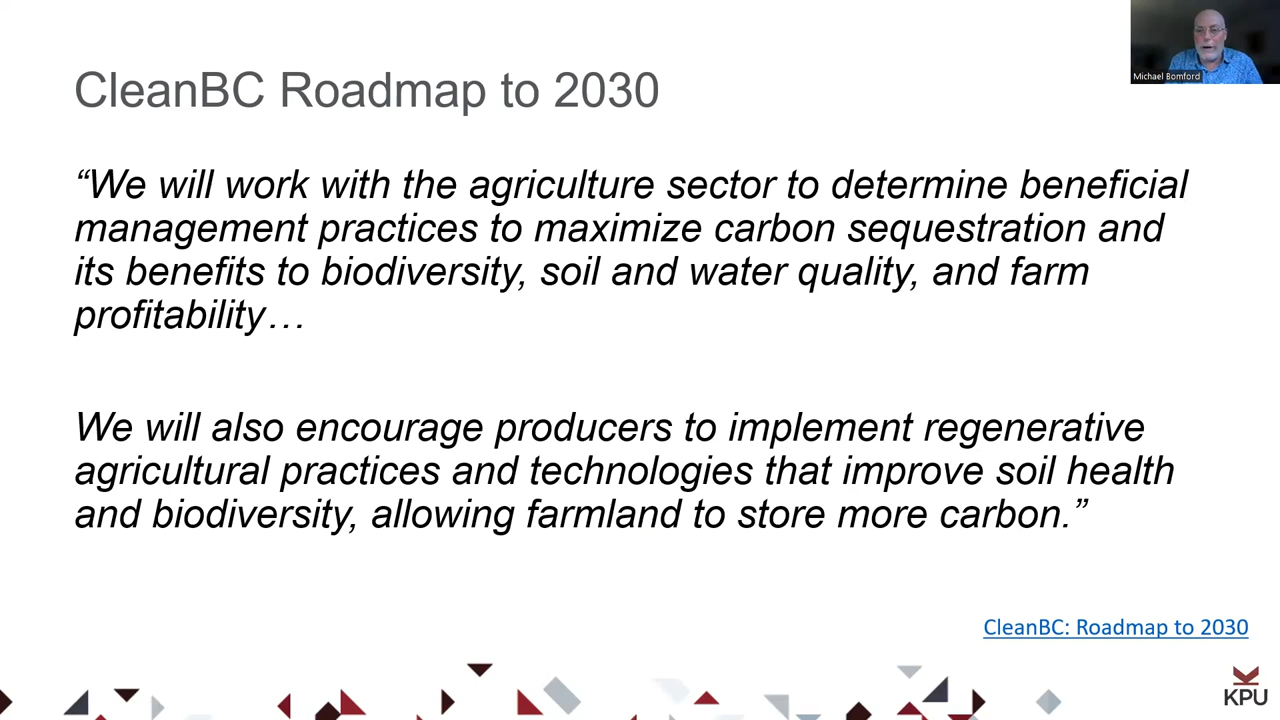 Michael Bomford
CleanBC Roadmap to 2030
“We will work with the agriculture sector to determine beneficial
management practices to maximize carbon sequestration and
its benefits to biodiversity, soil and water quality, and farm
profitability…
We will also encourage producers to implement regenerative
agricultural practices and technologies that improve soil health
and biodiversity, allowing farmland to store more carbon.”
CleanBC: Roadmap to 2030
KPU